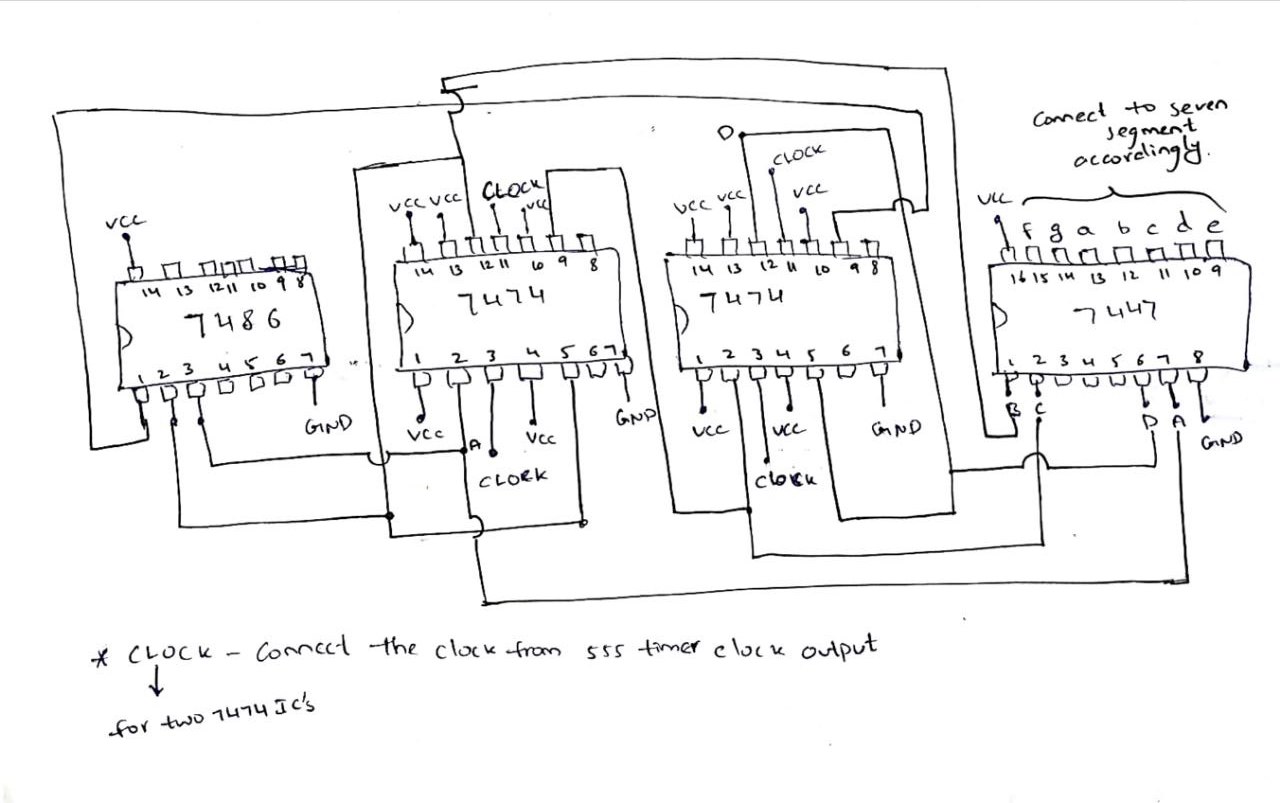 Connect to seven
segment
accordingly.
D
CLOCK
VCC VCC CLOCK VCC
VCC VCC VCC
VCC f g a b c d e
VCC
14 13 12 11 10 9 8
7486
1 2 3 4 5 6 7
GND
14 13 12 11 10 9 8
7474
1 2 3 4 5 6 7
VCC A CLOCK VCC GND
14 13 12 11 10 9 8
7474
1 2 3 4 5 6 7
VCC clock VCC GND
16 15 14 13 12 11 10 9
7447
1 2 3 4 5 6 7 8
B C D A GND
* CLOCK - Connect the clock from 555 timer clock output
for two 7474 IC's